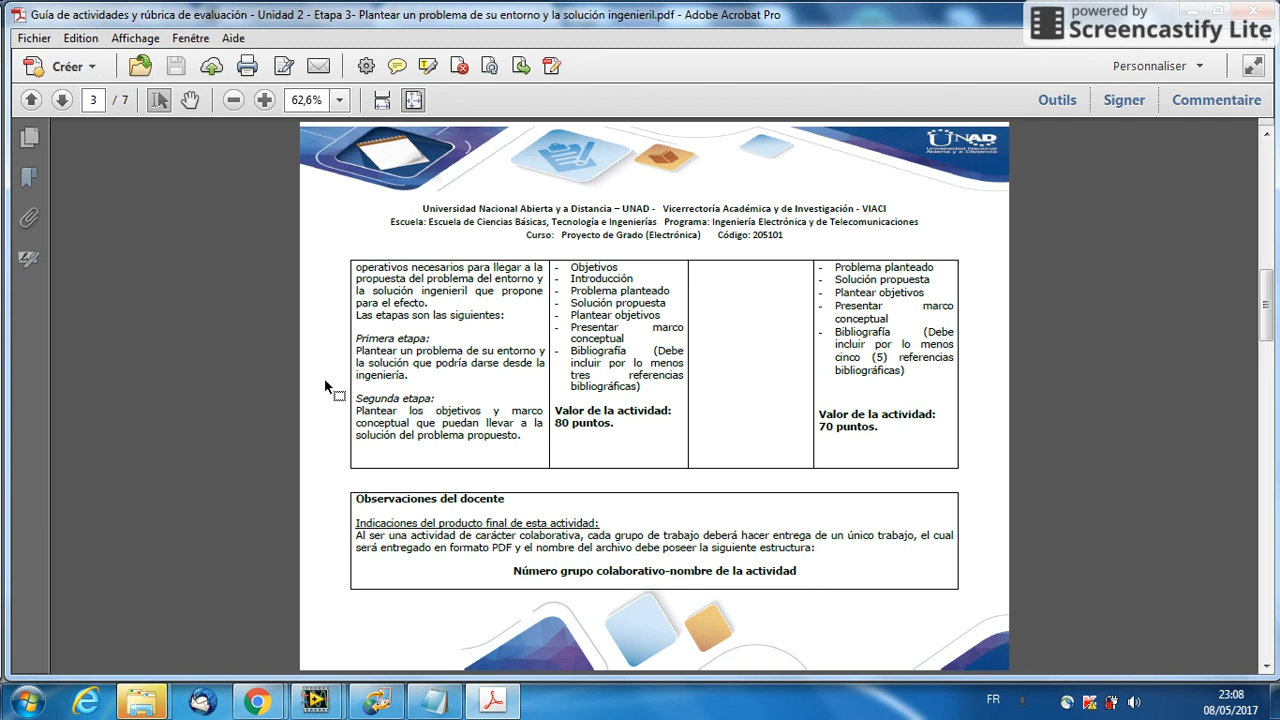 Guía de actividades y rúbrica de evaluación - Unidad 2 - Etapa 3- Plantear un problema de su entorno y la solución ingenieril.pdf - Adobe Acrobat Pro
powered by
Screencastify Lite
Fichier Edition Affichage Fenêtre Aide
Créer
Personnaliser
3 / 7
62,6%
Outils Signer Commentaire
UNAD
Universidad Nacional
Abierta y a Distancia
Universidad Nacional Abierta y a Distancia – UNAD - Vicerrectoría Académica y de Investigación - VIACI
Escuela: Escuela de Ciencias Básicas, Tecnología e Ingenierías Programa: Ingeniería Electrónica y de Telecomunicaciones
Curso: Proyecto de Grado (Electrónica) Código: 205101
operativos necesarios para llegar a la
propuesta del problema del entorno y
la solución ingenieril que propone
para el efecto.
Las etapas son las siguientes:
Primera etapa:
Plantear un problema de su entorno y
la solución que podría darse desde la
ingeniería.
Segunda etapa:
Plantear los objetivos y marco
conceptual que puedan llevar a la
solución del problema propuesto.
- Objetivos
- Introducción
- Problema planteado
- Solución propuesta
- Plantear objetivos
- Presentar marco
conceptual
- Bibliografía (Debe
incluir por lo menos
tres referencias
bibliográficas)
Valor de la actividad:
80 puntos.
- Problema planteado
- Solución propuesta
- Plantear objetivos
- Presentar marco
conceptual
- Bibliografía (Debe
incluir por lo menos
cinco (5) referencias
bibliográficas)
Valor de la actividad:
70 puntos.
Observaciones del docente
Indicaciones del producto final de esta actividad:
Al ser una actividad de carácter colaborativa, cada grupo de trabajo deberá hacer entrega de un único trabajo, el cual
será entregado en formato PDF y el nombre del archivo debe poseer la siguiente estructura:
Número grupo colaborativo-nombre de la actividad
FR
23:08
08/05/2017